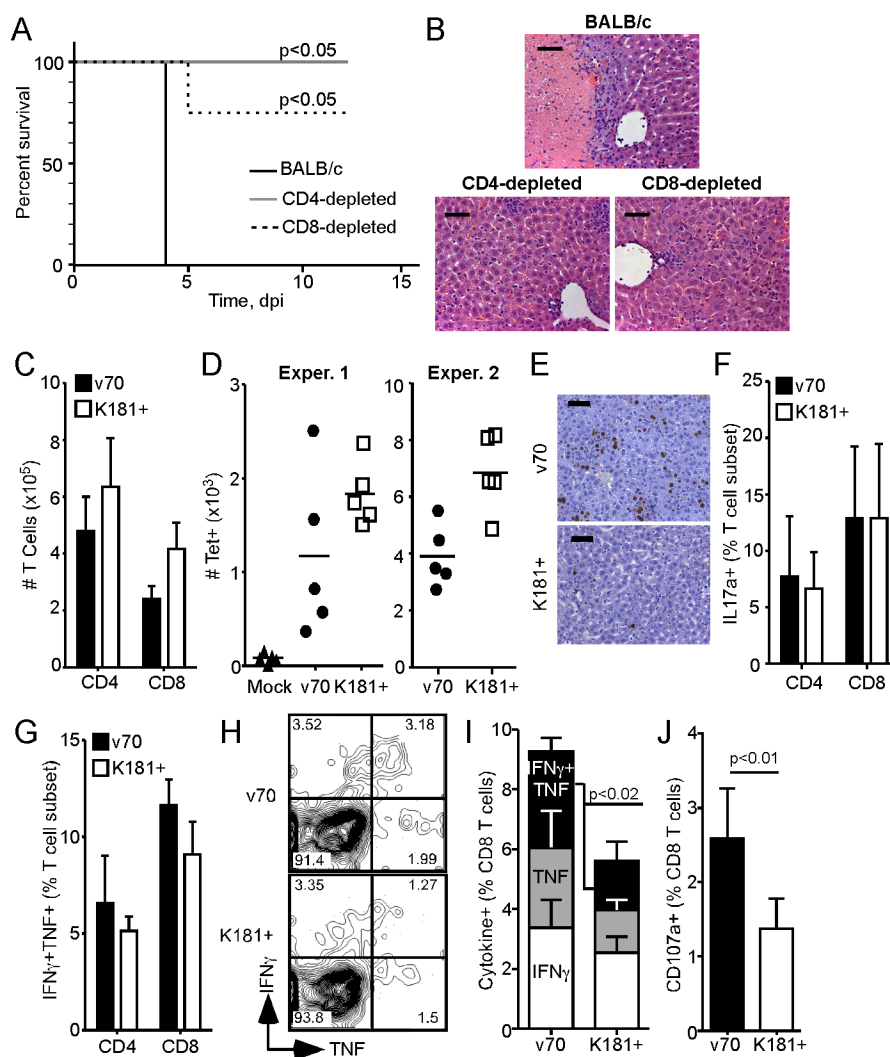 A
p<0.05
p<0.05
100
50
0
Percent survival
BALB/c
CD4-depleted
CD8-depleted
0
5
10
15
Time, dpi
B
BALB/c
CD4-depleted
CD8-depleted
C
v70
K181+
10
8
6
4
2
0
# T Cells (x10⁵)
CD4
CD8
D
Exper. 1
Exper. 2
3
2
1
0
# Tet+ (x10³)
Mock
v70
K181+
10
8
6
4
2
0
v70
K181+
E
v70
K181+
F
25
20
15
10
5
0
IL17a+ (% T cell subset)
CD4
CD8
G
v70
K181+
15
10
5
0
IFNγ+TNF+ (% T cell subset)
CD4
CD8
H
v70
3.52
3.18
91.4
1.99
K181+
3.35
1.27
93.8
1.5
IFNγ
TNF
I
10
8
6
4
2
0
Cytokine+ (% CD8 T cells)
IFNγ+
TNF
TNF
IFNγ
p<0.02
v70
K181+
J
4
3
2
1
0
CD107a+ (% CD8 T cells)
p<0.01
v70
K181+